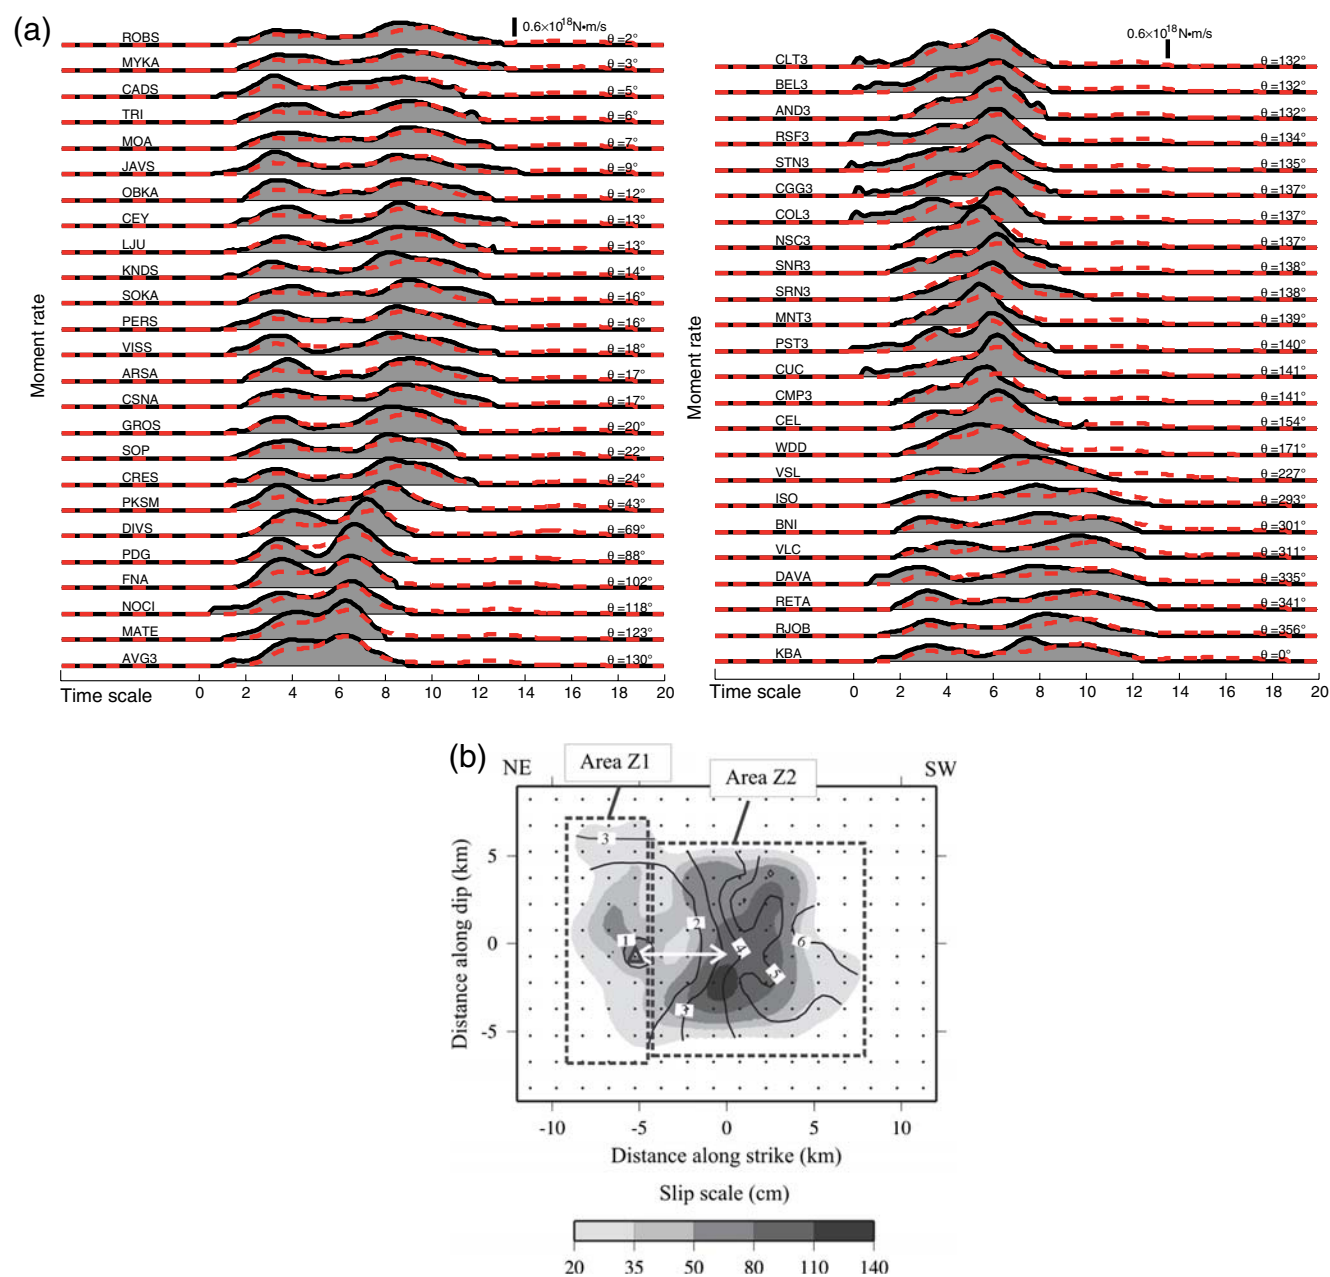 (a)
0.6×10¹⁸N•m/s
ROBS θ=2°
MYKA θ=3°
CADS θ=5°
TRI θ=6°
MOA θ=7°
JAVS θ=9°
OBKA θ=12°
CEY θ=13°
LJU θ=13°
KNDS θ=14°
SOKA θ=16°
PERS θ=16°
VISS θ=18°
ARSA θ=17°
CSNA θ=17°
GROS θ=20°
SOP θ=22°
CRES θ=24°
PKSM θ=43°
DIVS θ=69°
PDG θ=88°
FNA θ=102°
NOCI θ=118°
MATE θ=123°
AVG3 θ=130°
Moment rate
Time scale 0 2 4 6 8 10 12 14 16 18 20
0.6×10¹⁸N•m/s
CLT3 θ=132°
BEL3 θ=132°
AND3 θ=132°
RSF3 θ=134°
STN3 θ=135°
CGG3 θ=137°
COL3 θ=137°
NSC3 θ=137°
SNR3 θ=138°
SRN3 θ=138°
MNT3 θ=139°
PST3 θ=140°
CUC θ=141°
CMP3 θ=141°
CEL θ=154°
WDD θ=171°
VSL θ=227°
ISO θ=293°
BNI θ=301°
VLC θ=311°
DAVA θ=335°
RETA θ=341°
RJOB θ=356°
KBA θ=0°
Moment rate
Time scale 0 2 4 6 8 10 12 14 16 18 20
(b)
NE
Area Z1
Area Z2
SW
Distance along dip (km)
5
0
-5
3
1
2
3
4
5
6
-10 -5 0 5 10
Distance along strike (km)
Slip scale (cm)
20 35 50 80 110 140